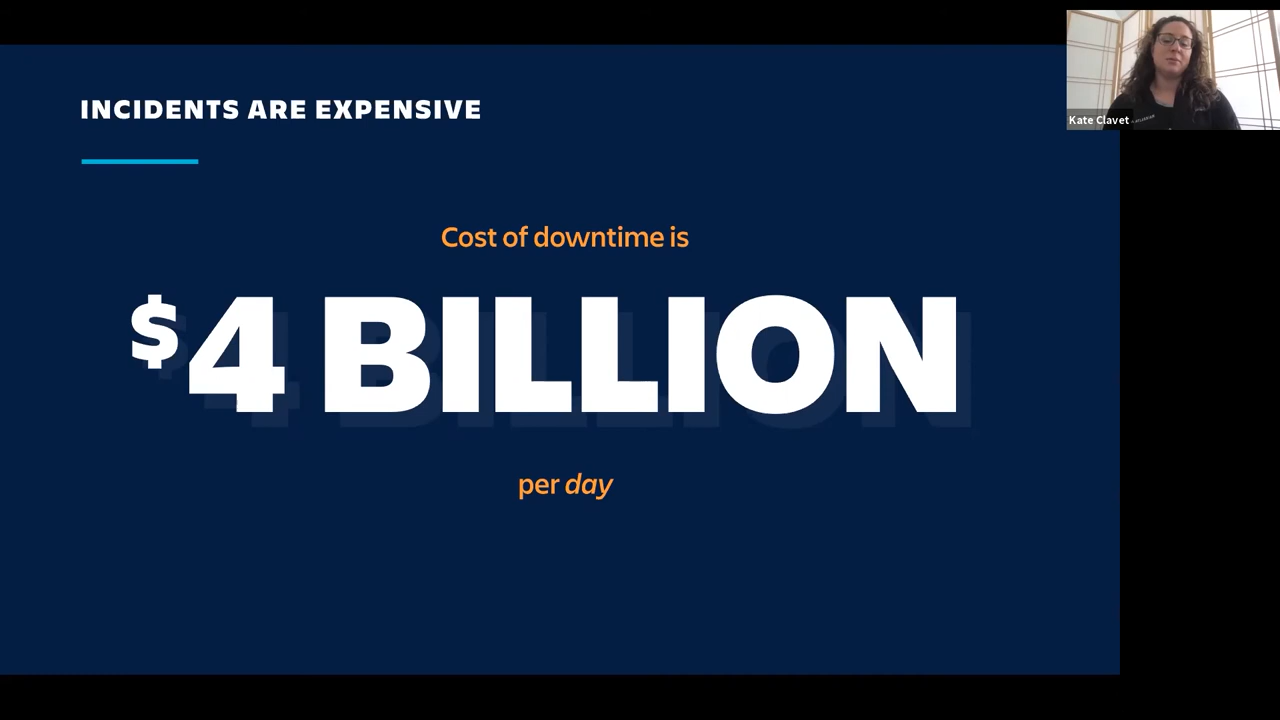 INCIDENTS ARE EXPENSIVE
Cost of downtime is
$4 BILLION
per day
Kate Clavet